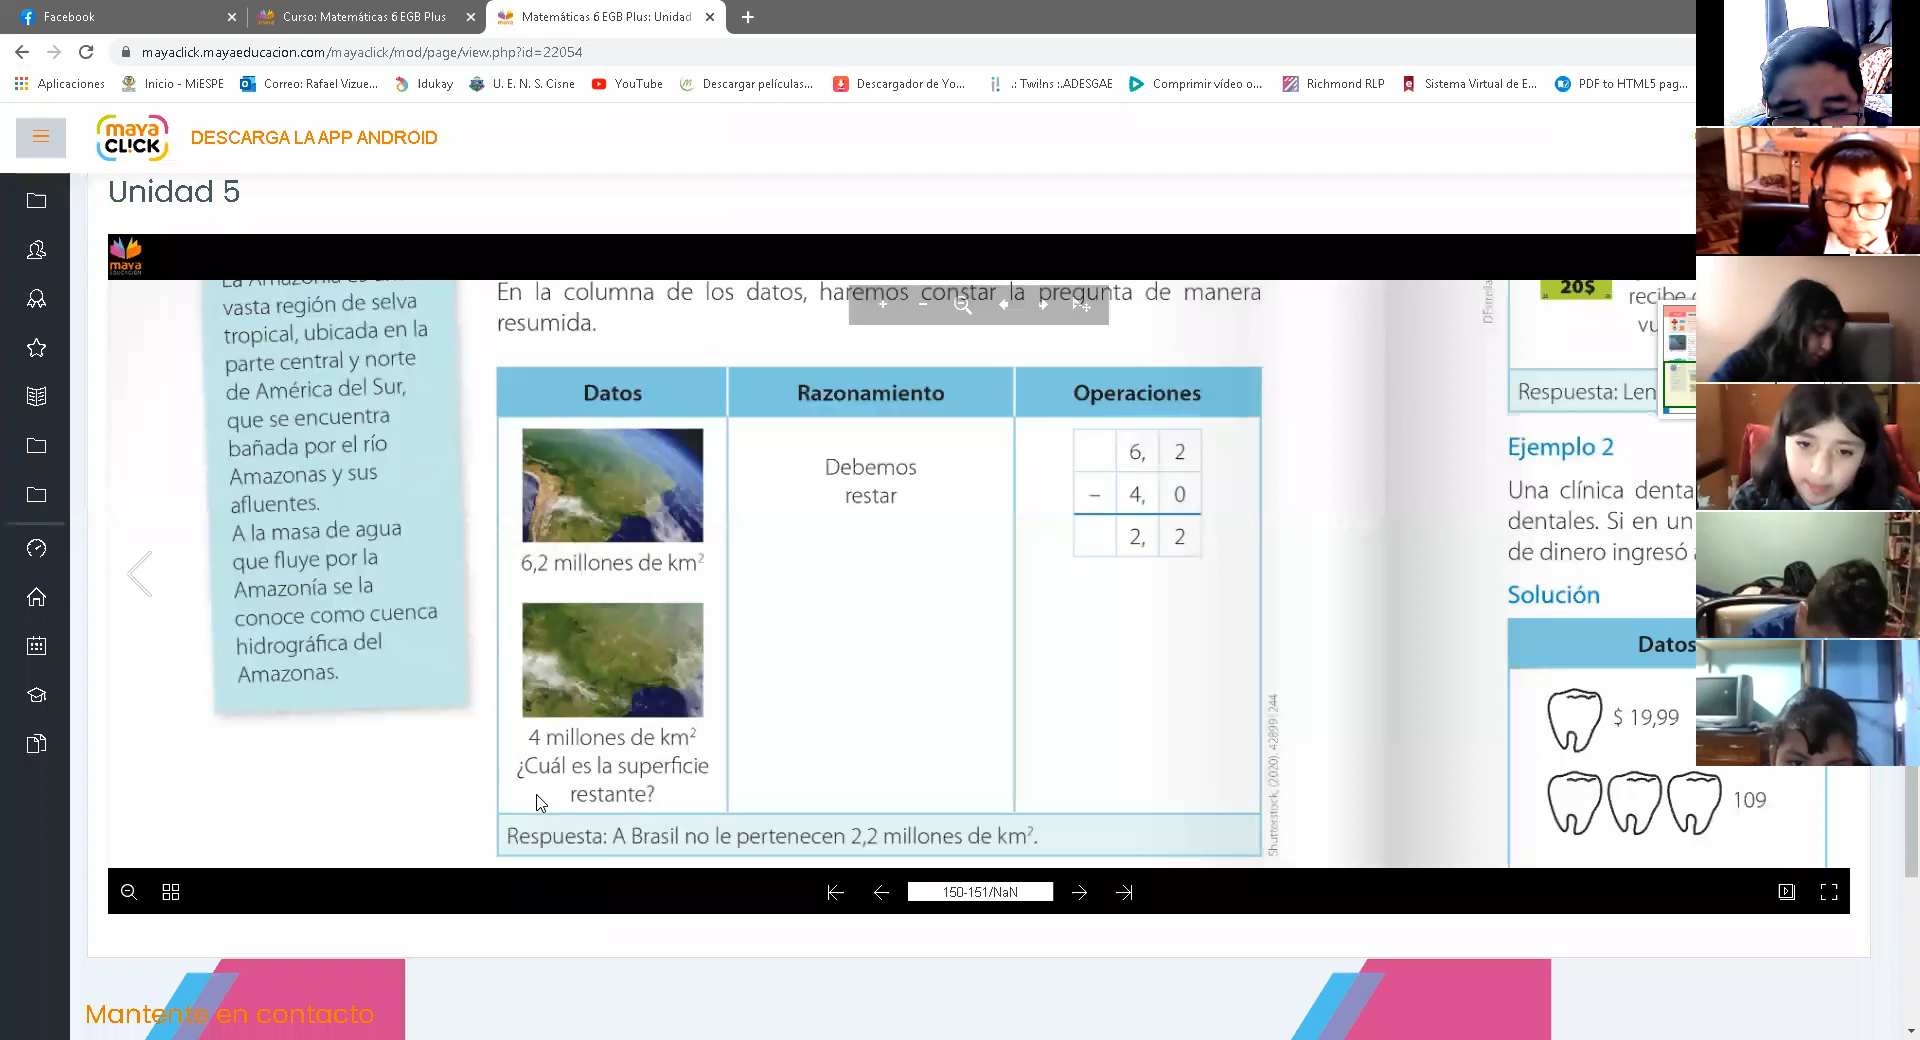 Facebook
Curso: Matemáticas 6 EGB Plus
Matemáticas 6 EGB Plus: Unidad
mayaclick.mayaeducacion.com/mayaclick/mod/page/view.php?id=22054
Aplicaciones
Inicio - MiESPE
Correo: Rafael Vizue...
Idukay
U. E. N. S. Cisne
YouTube
Descargar películas...
Descargador de Yo...
.: Twi!ns :.ADESGAE
Comprimir vídeo o...
Richmond RLP
Sistema Virtual de E...
PDF to HTML5 pag...
maya
CLICK
DESCARGA LA APP ANDROID
Unidad 5
maya
EDUCACIÓN
vasta región de selva
tropical, ubicada en la
parte central y norte
de América del Sur,
que se encuentra
bañada por el río
Amazonas y sus
afluentes.
A la masa de agua
que fluye por la
Amazonía se la
conoce como cuenca
hidrográfica del
Amazonas.
En la columna de los datos, haremos constar la pregunta de manera
resumida.
Datos
Razonamiento
Operaciones
6,2 millones de km²
4 millones de km²
¿Cuál es la superficie
restante?
Debemos
restar
6, 2
– 4, 0
2, 2
Respuesta: A Brasil no le pertenecen 2,2 millones de km².
Shutterstock, (2020). 428991244
20$
recibe
vu
Respuesta: Len
Ejemplo 2
Una clínica denta
dentales. Si en un
de dinero ingresó
Solución
Datos
$ 19,99
109
150-151/NaN
Mantente en contacto